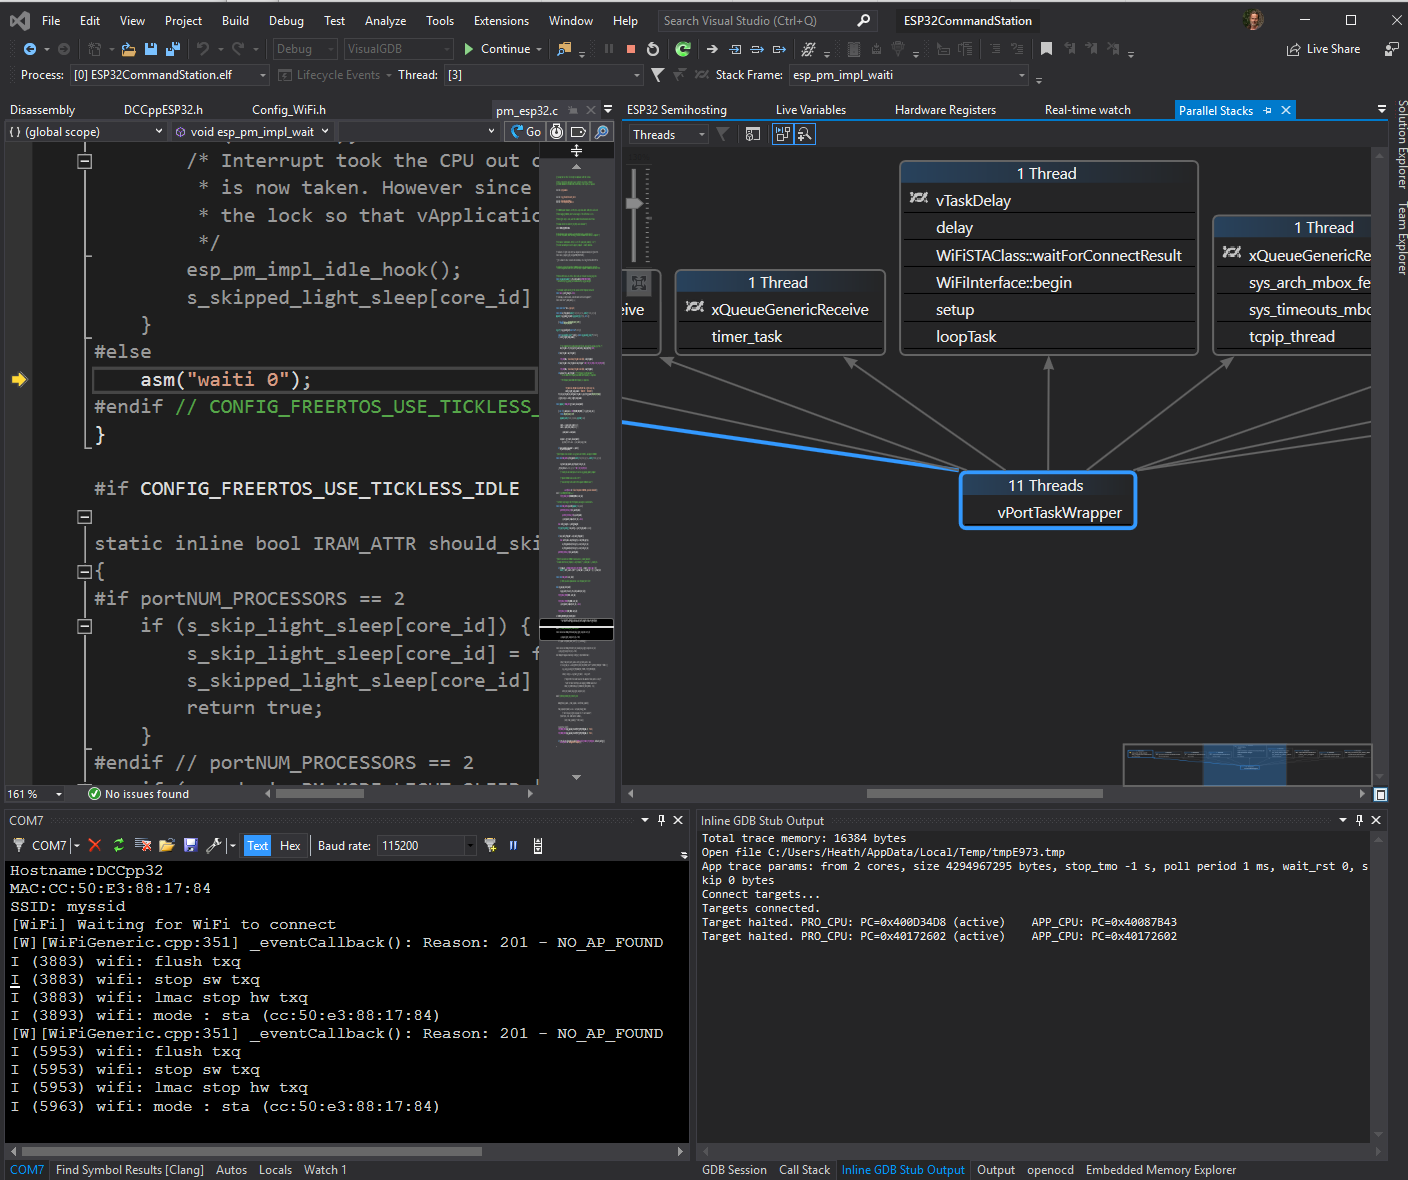 File Edit View Project Build Debug Test Analyze Tools Extensions Window Help Search Visual Studio (Ctrl+Q) ESP32CommandStation
Debug VisualGDB Continue Live Share
Process: [0] ESP32CommandStation.elf Lifecycle Events Thread: [3] Stack Frame: esp_pm_impl_waiti
Disassembly DCCppESP32.h Config_WiFi.h pm_esp32.c
{ } (global scope) void esp_pm_impl_wait Go
/* Interrupt took the CPU out o
* is now taken. However since
* the lock so that vApplicatio
*/
esp_pm_impl_idle_hook();
s_skipped_light_sleep[core_id]
}
#else
asm("waiti 0");
#endif // CONFIG_FREERTOS_USE_TICKLESS_
}
#if CONFIG_FREERTOS_USE_TICKLESS_IDLE
static inline bool IRAM_ATTR should_ski
{
#if portNUM_PROCESSORS == 2
if (s_skip_light_sleep[core_id]) {
s_skip_light_sleep[core_id] = f
s_skipped_light_sleep[core_id]
return true;
}
#endif // portNUM_PROCESSORS == 2
161 % No issues found
ESP32 Semihosting Live Variables Hardware Registers Real-time watch Parallel Stacks
Threads
ive
1 Thread
xQueueGenericReceive
timer_task
1 Thread
vTaskDelay
delay
WiFiSTAClass::waitForConnectResult
WiFiInterface::begin
setup
loopTask
1 Thread
xQueueGenericRe
sys_arch_mbox_fe
sys_timeouts_mbo
tcpip_thread
11 Threads
vPortTaskWrapper
Solution Explorer
Team Explorer
COM7
COM7 Text Hex Baud rate: 115200
Hostname:DCCpp32
MAC:CC:50:E3:88:17:84
SSID: myssid
[WiFi] Waiting for WiFi to connect
[W][WiFiGeneric.cpp:351] _eventCallback(): Reason: 201 - NO_AP_FOUND
I (3883) wifi: flush txq
I (3883) wifi: stop sw txq
I (3883) wifi: lmac stop hw txq
I (3893) wifi: mode : sta (cc:50:e3:88:17:84)
[W][WiFiGeneric.cpp:351] _eventCallback(): Reason: 201 - NO_AP_FOUND
I (5953) wifi: flush txq
I (5953) wifi: stop sw txq
I (5953) wifi: lmac stop hw txq
I (5963) wifi: mode : sta (cc:50:e3:88:17:84)
COM7 Find Symbol Results [Clang] Autos Locals Watch 1
Inline GDB Stub Output
Total trace memory: 16384 bytes
Open file C:/Users/Heath/AppData/Local/Temp/tmpE973.tmp
App trace params: from 2 cores, size 4294967295 bytes, stop_tmo -1 s, poll period 1 ms, wait_rst 0, s
kip 0 bytes
Connect targets...
Targets connected.
Target halted. PRO_CPU: PC=0x400D34D8 (active) APP_CPU: PC=0x40087B43
Target halted. PRO_CPU: PC=0x40172602 (active) APP_CPU: PC=0x40172602
GDB Session Call Stack Inline GDB Stub Output Output openocd Embedded Memory Explorer